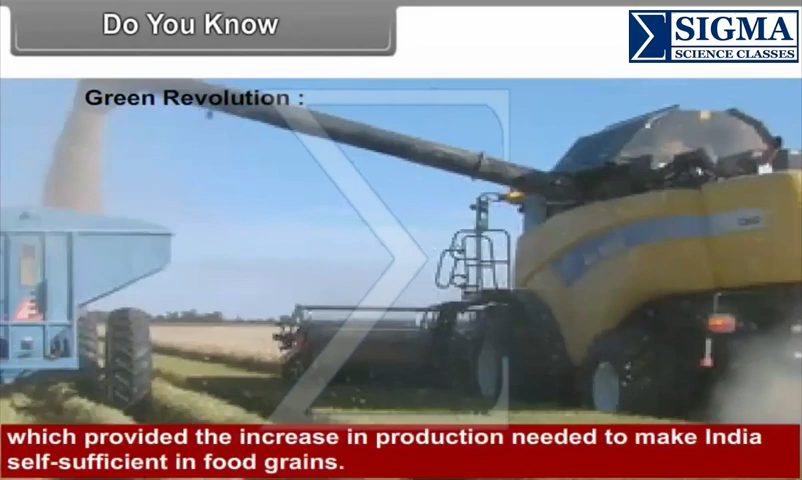 Do You Know
SIGMA
SCIENCE CLASSES
Green Revolution :
which provided the increase in production needed to make India
self-sufficient in food grains.